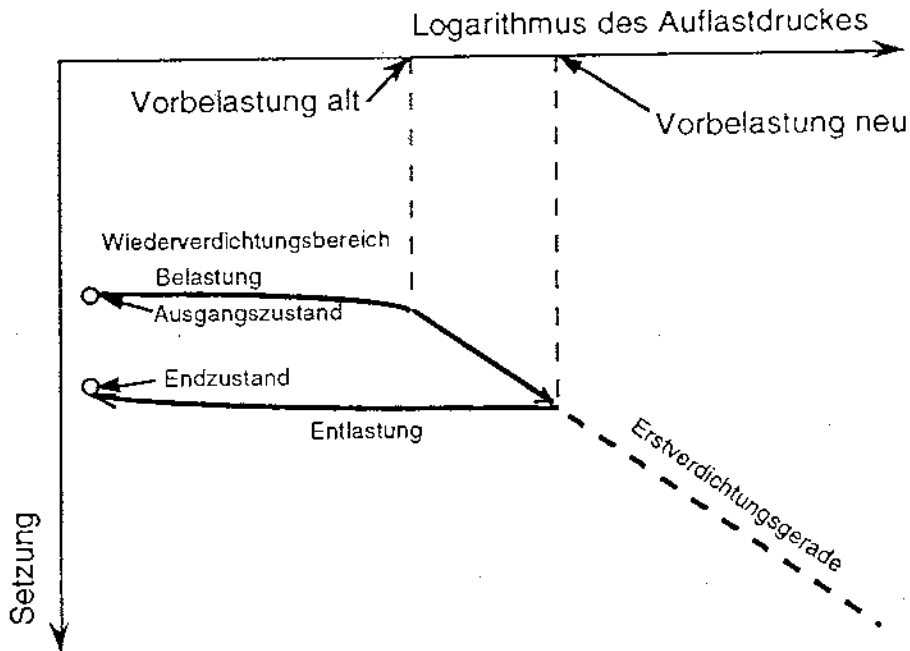 Logarithmus des Auflastdruckes
Vorbelastung alt
Vorbelastung neu
Wiederverdichtungsbereich
Belastung
Ausgangszustand
Endzustand
Entlastung
Erstverdichtungsgerade
Setzung